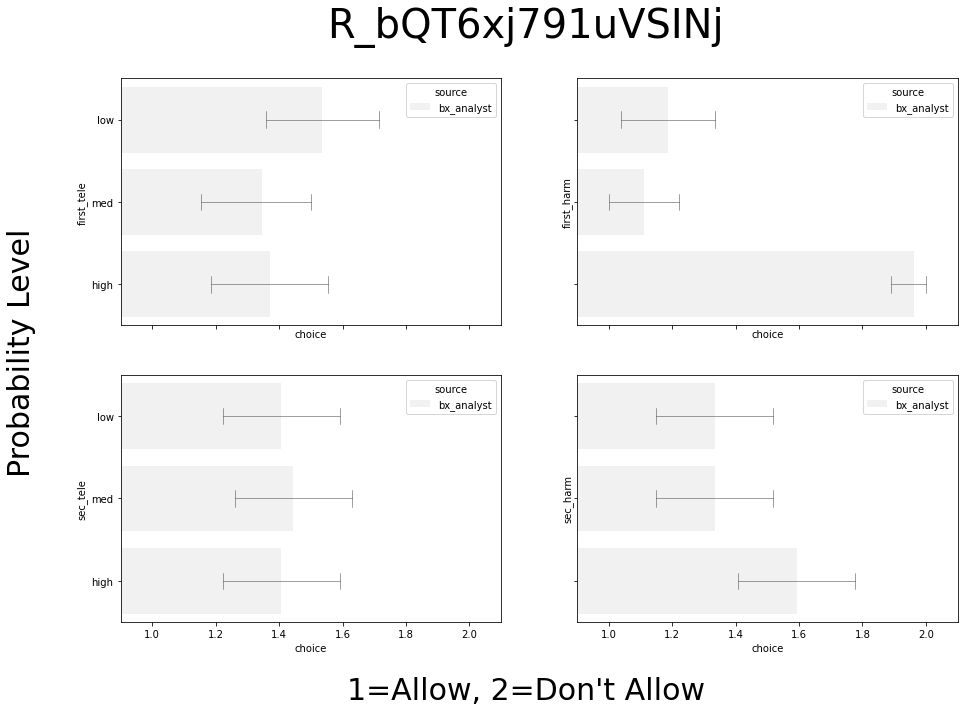 R_bQT6xj791uVSINj
source
bx_analyst
low
med
high
first_tele
choice
source
bx_analyst
first_harm
choice
Probability Level
source
bx_analyst
low
med
high
sec_tele
1.0 1.2 1.4 1.6 1.8 2.0
choice
source
bx_analyst
sec_harm
1.0 1.2 1.4 1.6 1.8 2.0
choice
1=Allow, 2=Don't Allow